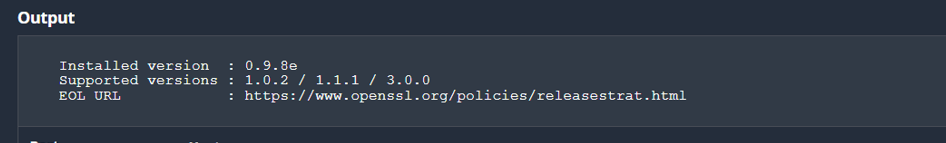 Output
Installed version : 0.9.8e
Supported versions : 1.0.2 / 1.1.1 / 3.0.0
EOL URL : https://www.openssl.org/policies/releasestrat.html